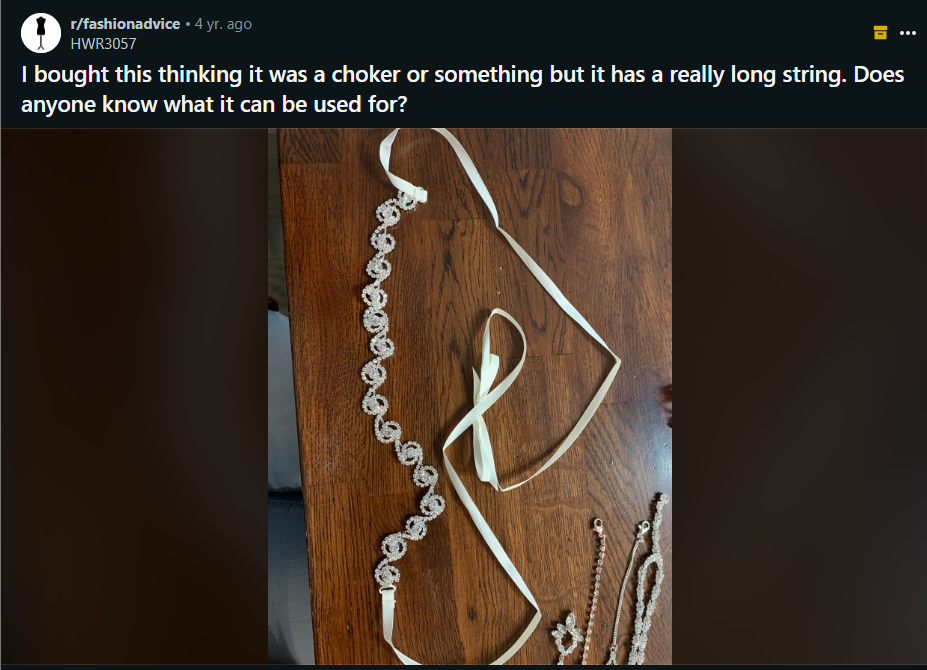 r/fashionadvice • 4 yr. ago
HWR3057
I bought this thinking it was a choker or something but it has a really long string. Does
anyone know what it can be used for?